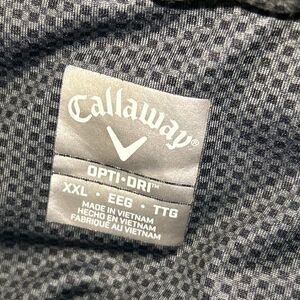 Callaway
OPTI·DRI™
XXL · EEG · TTG
MADE IN VIETNAM
HECHO EN VIETNAM
FABRIQUÉ AU VIETNAM